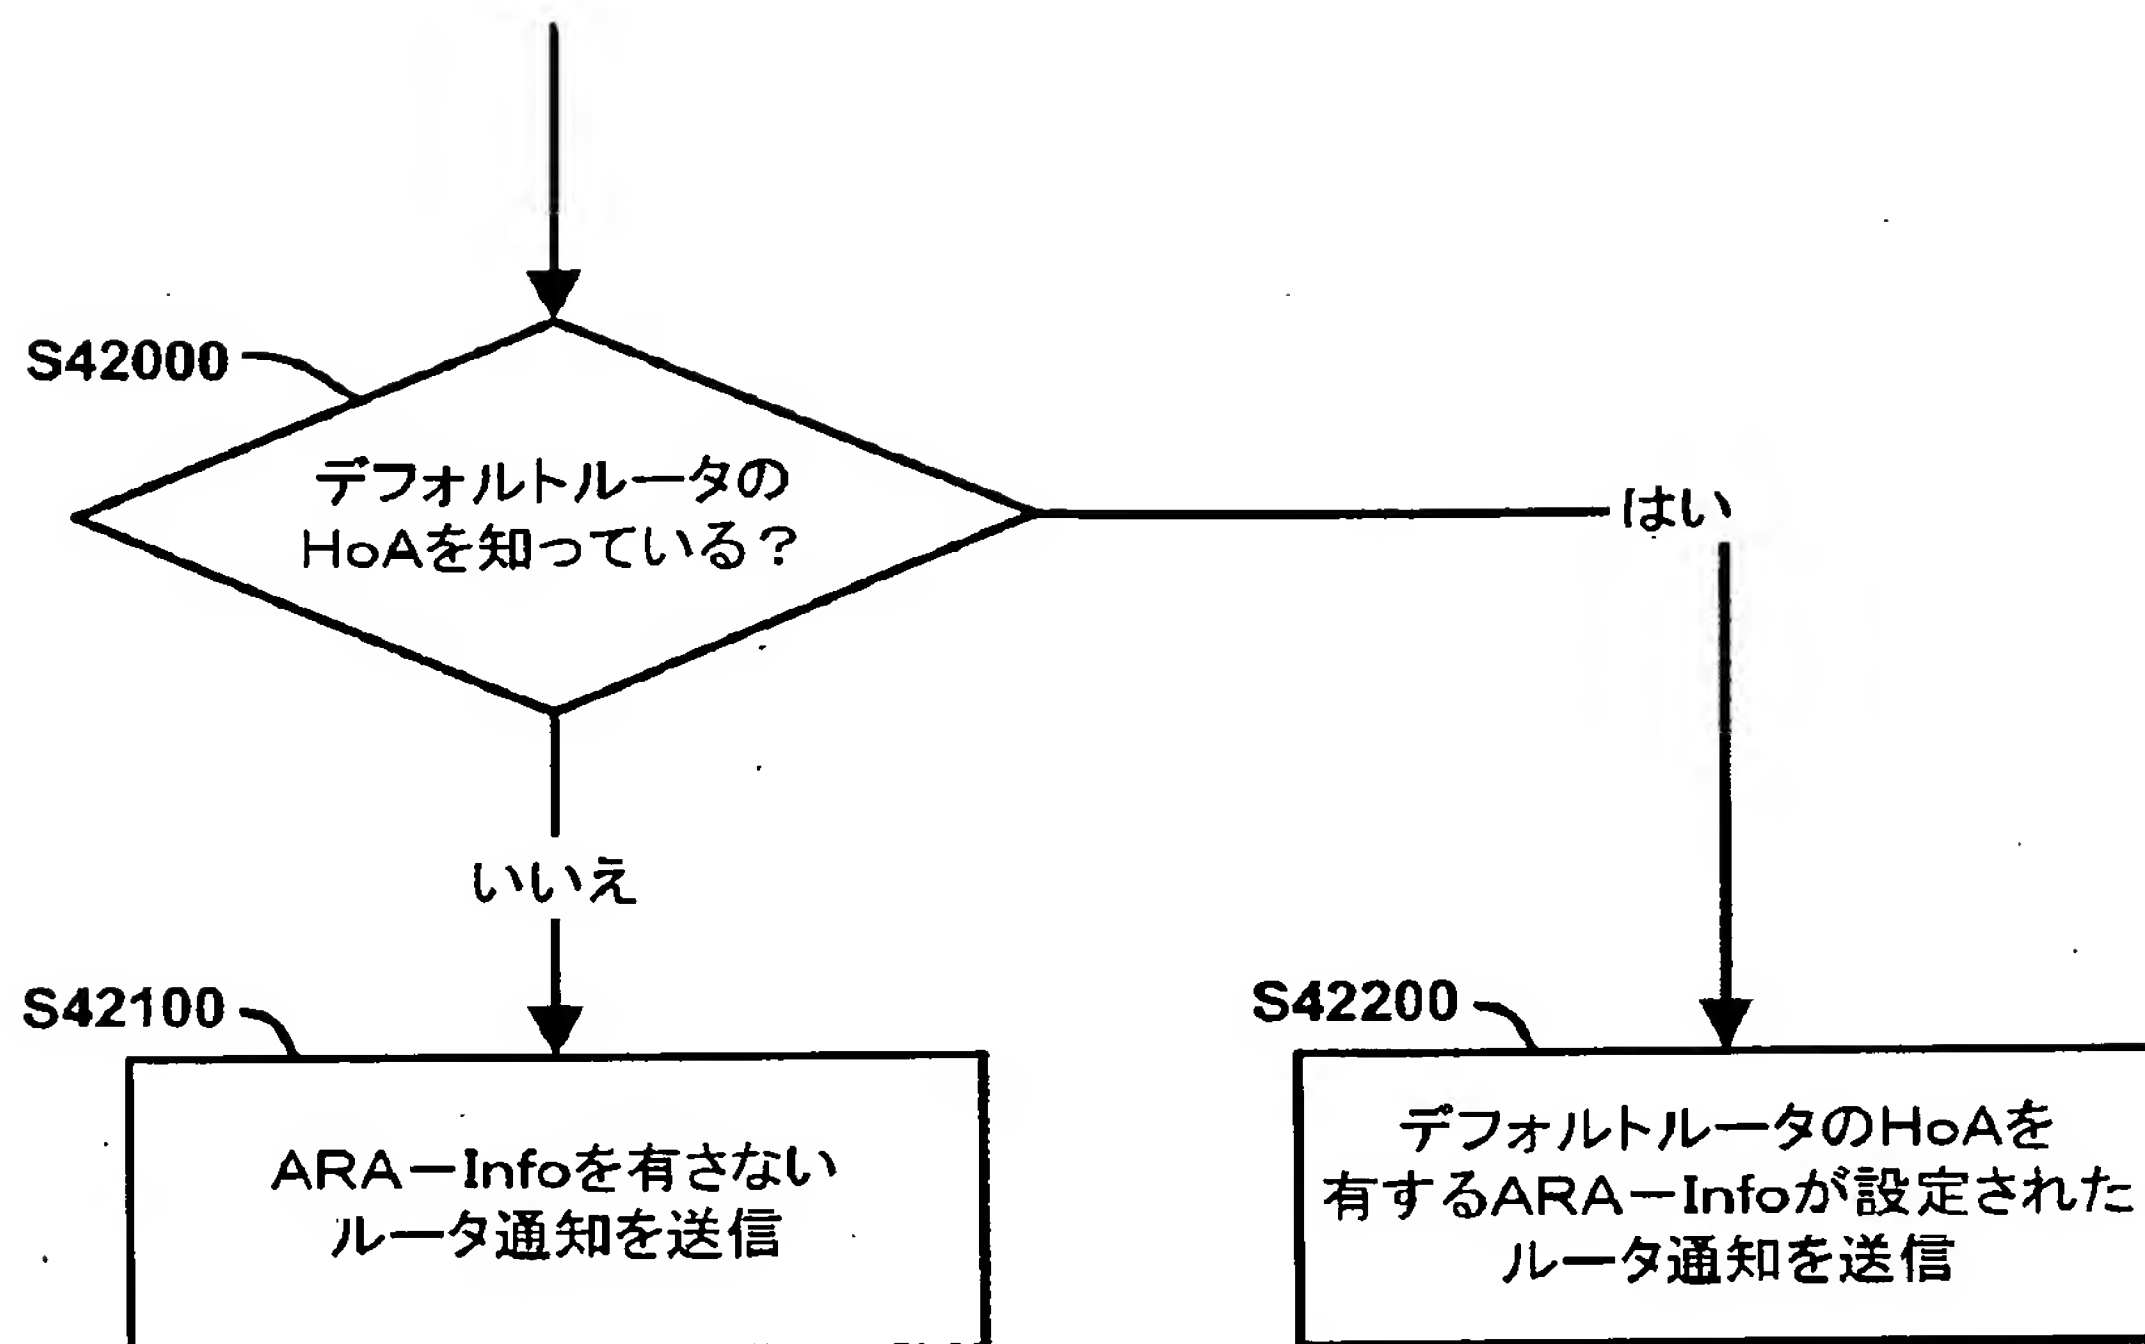 S42000
デフォルトルータの
HoAを知っている？
はい
いいえ
S42100
S42200
ARA－Infoを有さない
ルータ通知を送信
デフォルトルータのHoAを
有するARA－Infoが設定された
ルータ通知を送信